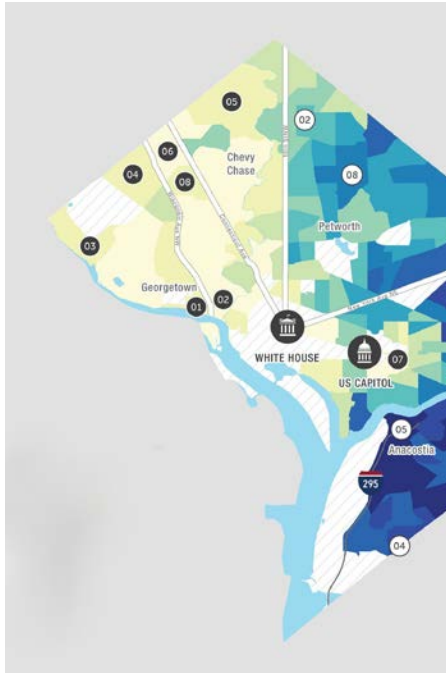 05
02
06
Chevy
Chase
04
08
08
Petworth
03
Georgetown
01
02
WHITE HOUSE
07
US CAPITOL
05
Anacostia
295
04